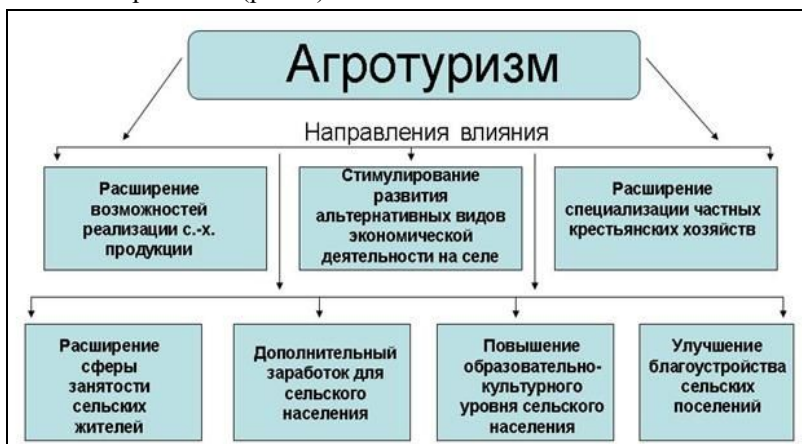 Агротуризм
Направления влияния
Расширение
возможностей
реализации с.-х.
продукции
Стимулирование
развития
альтернативных видов
экономической
деятельности на селе
Расширение
специализации частных
крестьянских хозяйств
Расширение
сферы
занятости
сельских
жителей
Дополнительный
заработок для
сельского
населения
Повышение
образовательно-
культурного
уровня сельского
населения
Улучшение
благоустройства
сельских
поселений